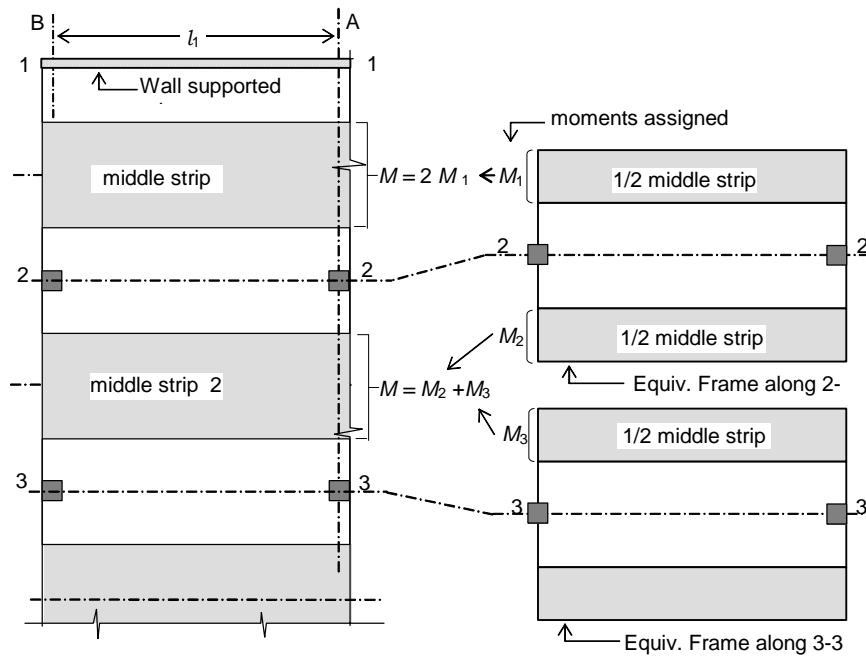 B
A
l1
1
1
Wall supported
middle strip
M = 2 M1
2
2
middle strip 2
M = M2 + M3
3
3
moments assigned
M1
1/2 middle strip
2
2
M2
1/2 middle strip
Equiv. Frame along 2-
M3
1/2 middle strip
3
3
Equiv. Frame along 3-3